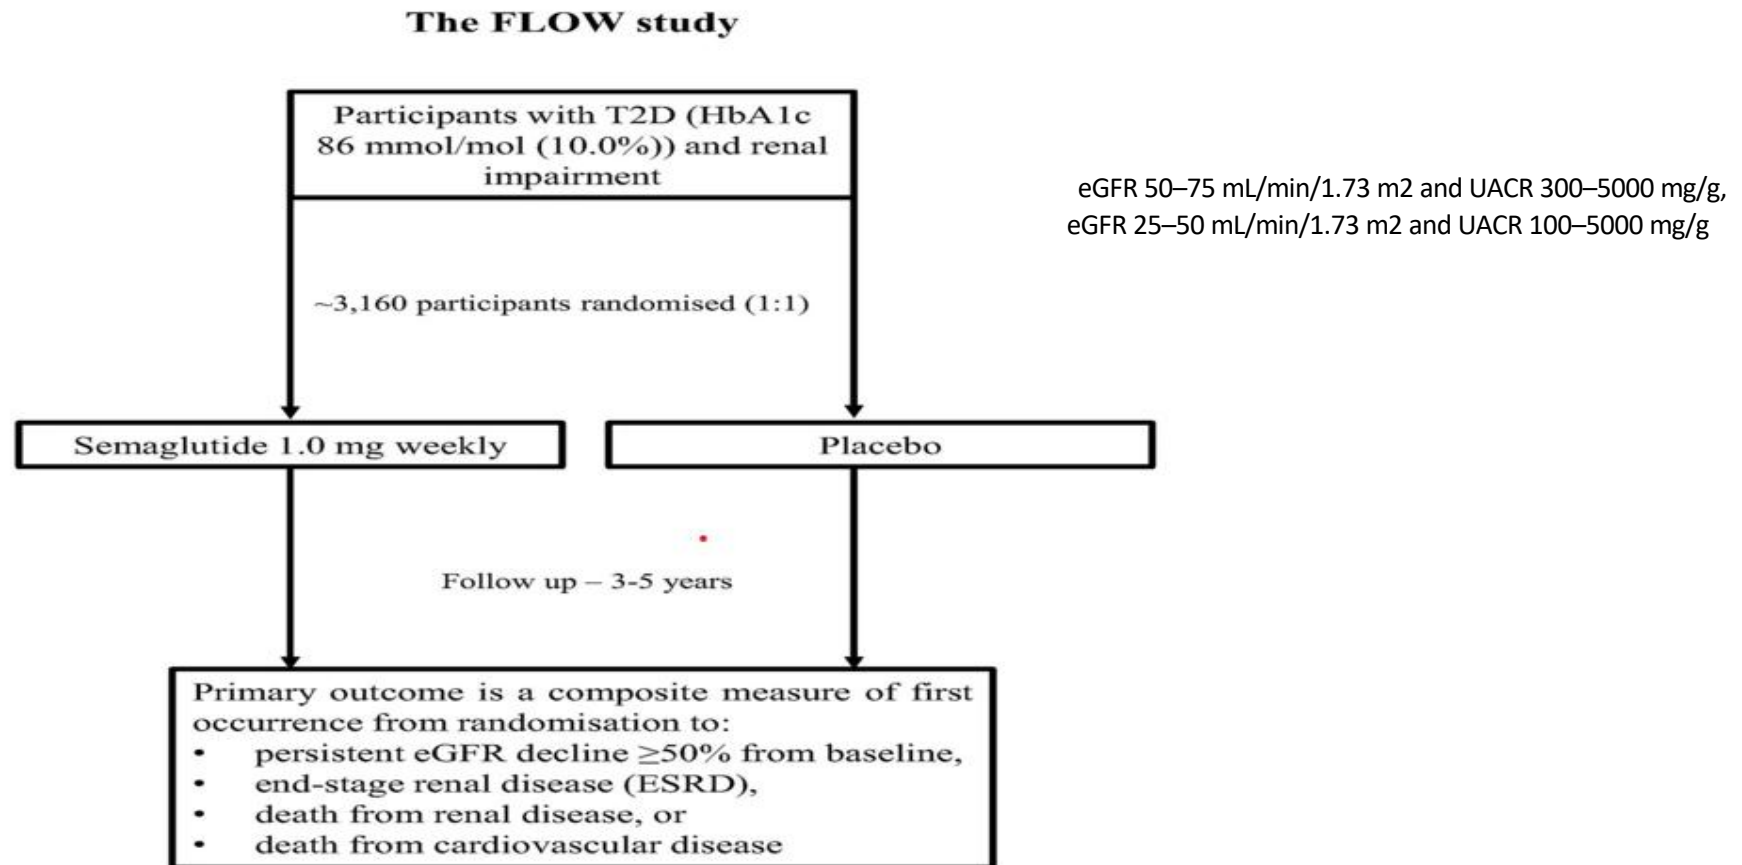 The FLOW study
Participants with T2D (HbA1c
86 mmol/mol (10.0%)) and renal
impairment
eGFR 50–75 mL/min/1.73 m2 and UACR 300–5000 mg/g,
eGFR 25–50 mL/min/1.73 m2 and UACR 100–5000 mg/g
~3,160 participants randomised (1:1)
Semaglutide 1.0 mg weekly
Placebo
Follow up – 3-5 years
Primary outcome is a composite measure of first
occurrence from randomisation to:
• persistent eGFR decline ≥50% from baseline,
• end-stage renal disease (ESRD),
• death from renal disease, or
• death from cardiovascular disease